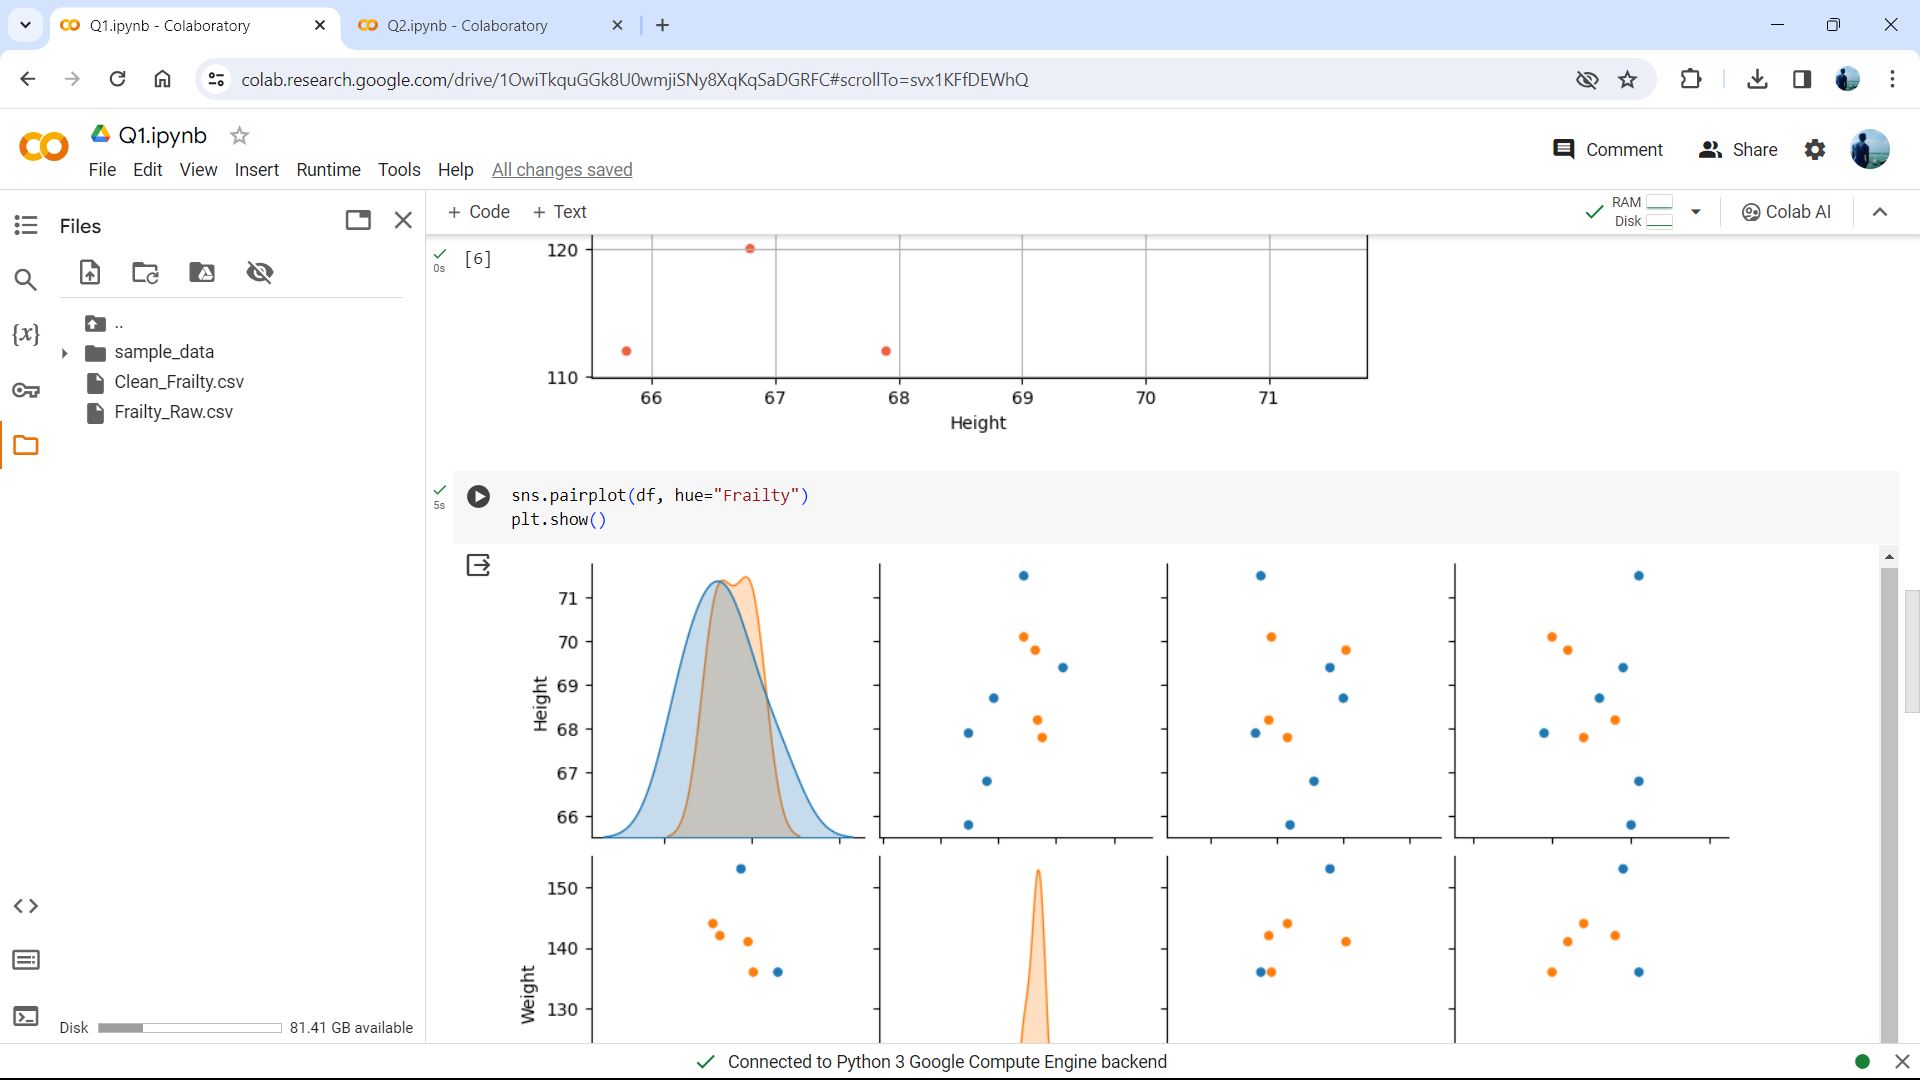 Q1.ipynb - Colaboratory
Q2.ipynb - Colaboratory
colab.research.google.com/drive/1OwiTkquGGk8U0wmjiSNy8XqKqSaDGRFC#scrollTo=svx1KFfDEWhQ
Q1.ipynb
File Edit View Insert Runtime Tools Help All changes saved
Comment
Share
Files
+ Code + Text
RAM
Disk
Colab AI
..
sample_data
Clean_Frailty.csv
Frailty_Raw.csv
{x}
Disk
81.41 GB available
0s
[6]
120
110
66 67 68 69 70 71
Height
5s
sns.pairplot(df, hue="Frailty")
plt.show()
71
70
69
68
67
66
Height
150
140
130
Weight
Connected to Python 3 Google Compute Engine backend